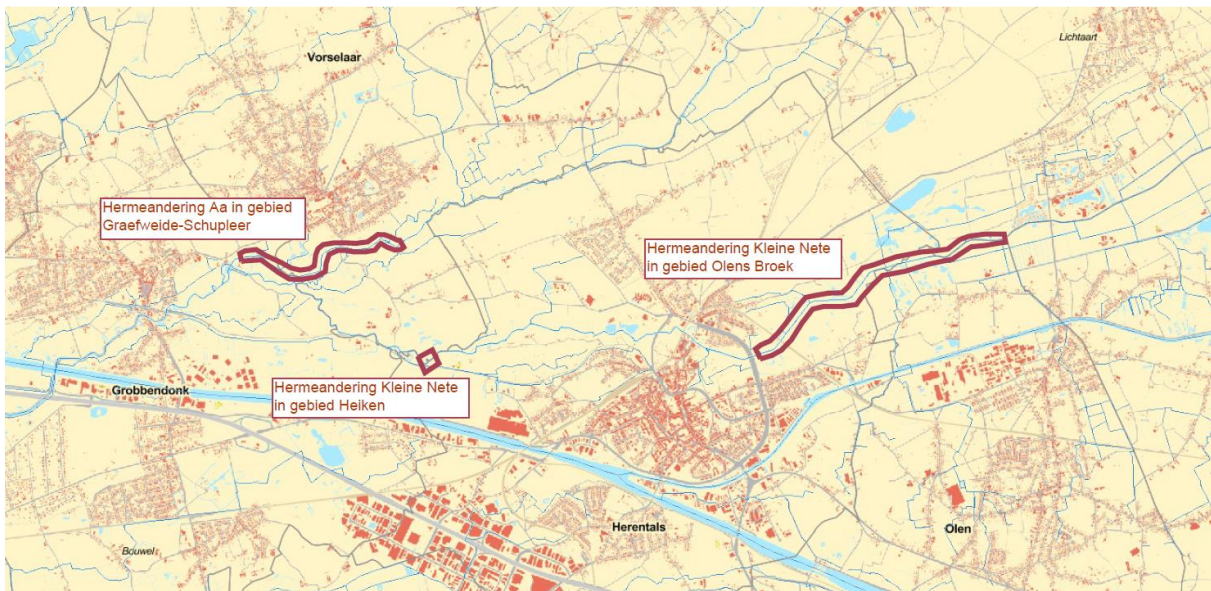 Vorselaar
Lichtaart
Hermeandering Aa in gebied
Graefweide-Schupleer
Hermeandering Kleine Nete
in gebied Olens Broek
Grobbendonk
Hermeandering Kleine Nete
in gebied Heiken
Herentals
Olen
Bouwel